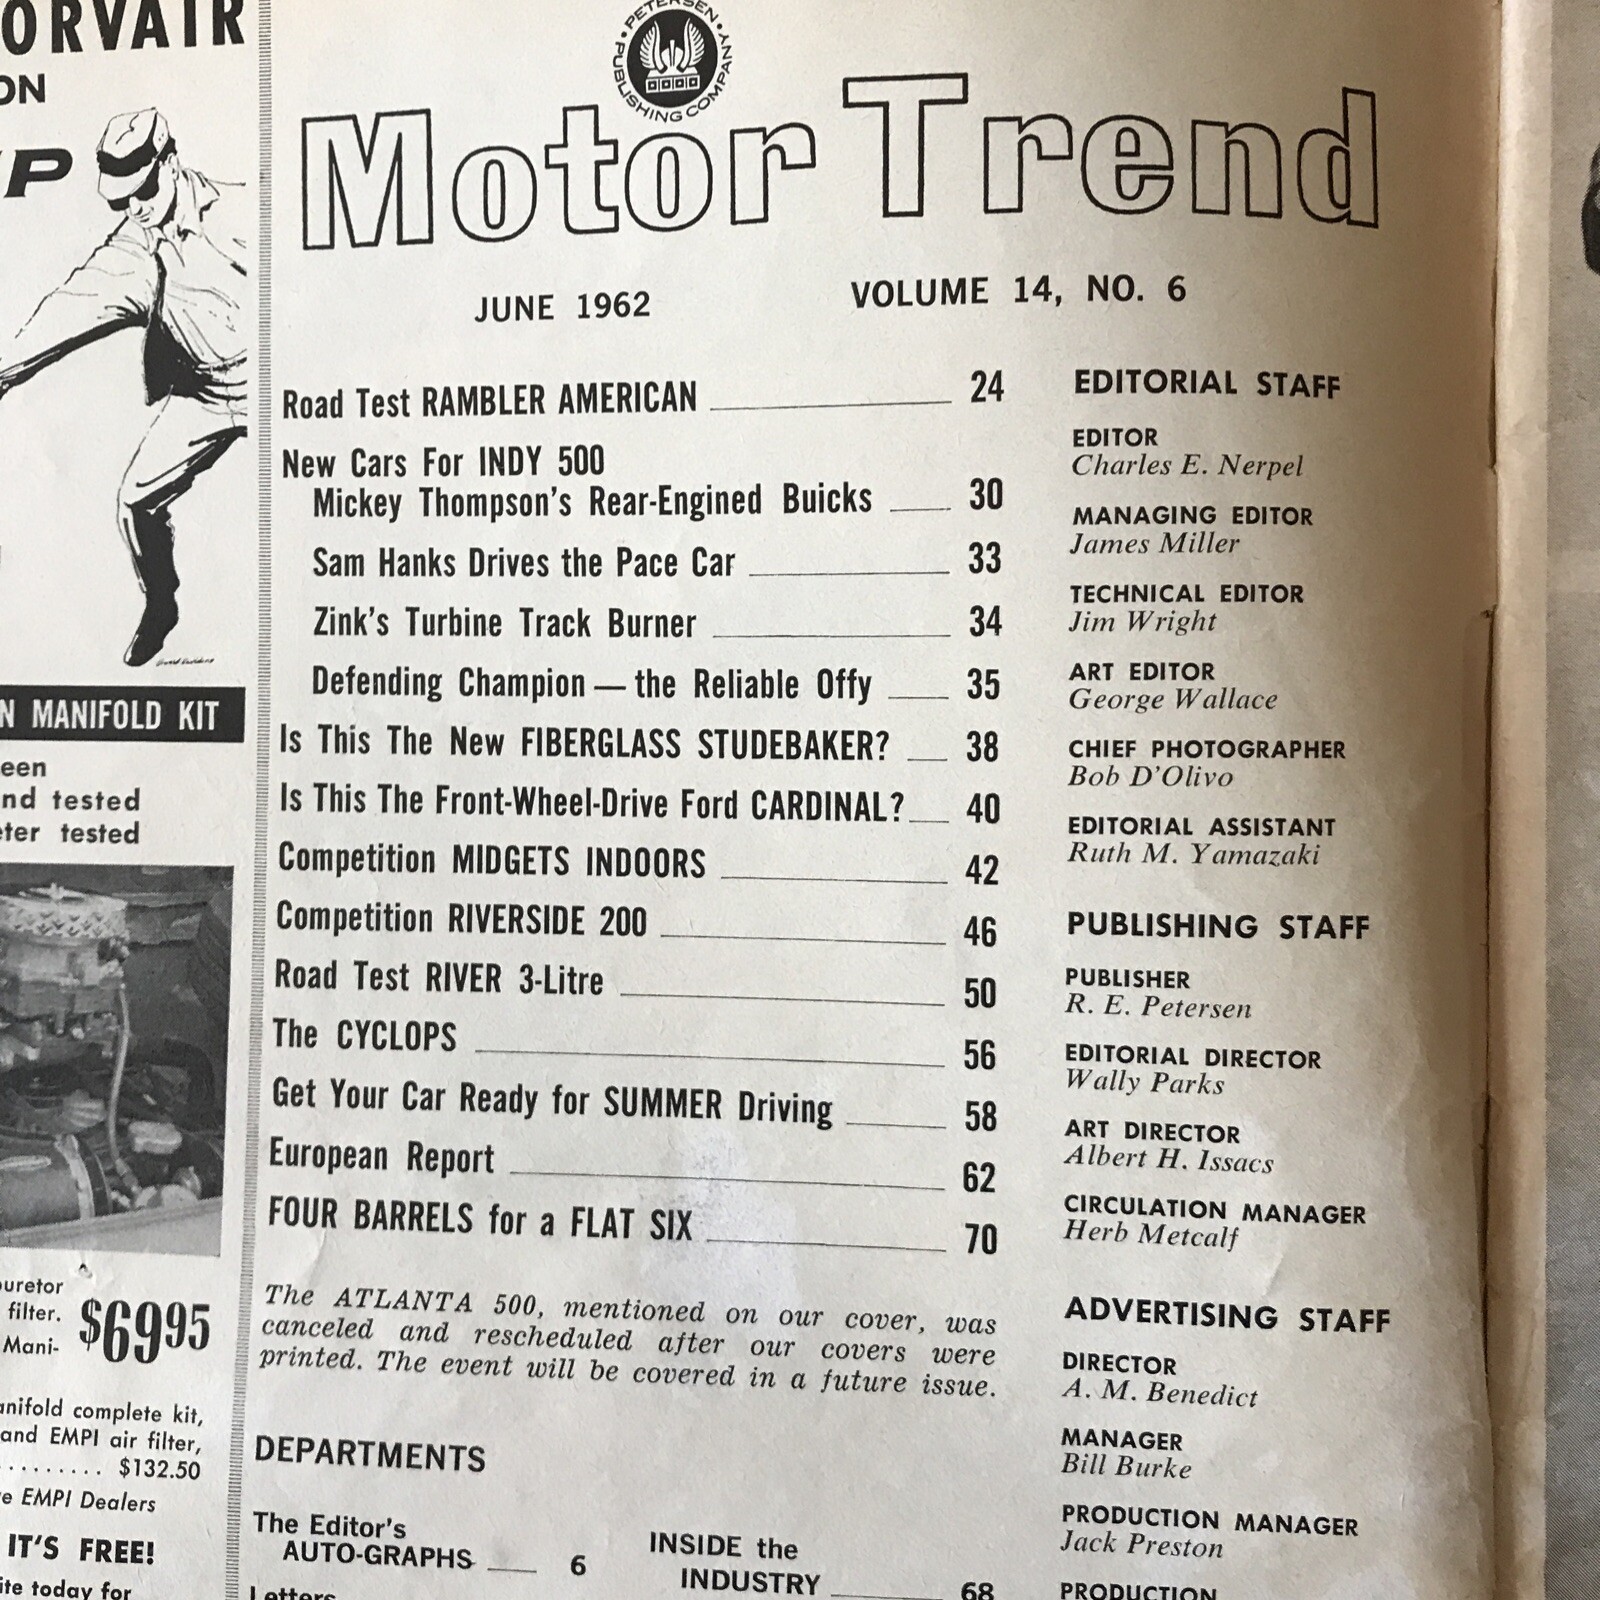 ORVAIR
ON
P
N MANIFOLD KIT
een
nd tested
ter tested
uretor
filter.
Mani-
$6995
anifold complete kit,
and EMPI air filter,
......... $132.50
e EMPI Dealers
IT'S FREE!
ite today for
PETERSEN
PUBLISHING COMPANY
Motor Trend
JUNE 1962
VOLUME 14, NO. 6
Road Test RAMBLER AMERICAN 24
New Cars For INDY 500
Mickey Thompson's Rear-Engined Buicks 30
Sam Hanks Drives the Pace Car 33
Zink's Turbine Track Burner 34
Defending Champion — the Reliable Offy 35
Is This The New FIBERGLASS STUDEBAKER? 38
Is This The Front-Wheel-Drive Ford CARDINAL? 40
Competition MIDGETS INDOORS 42
Competition RIVERSIDE 200 46
Road Test RIVER 3-Litre 50
The CYCLOPS 56
Get Your Car Ready for SUMMER Driving 58
European Report 62
FOUR BARRELS for a FLAT SIX 70
The ATLANTA 500, mentioned on our cover, was
canceled and rescheduled after our covers were
printed. The event will be covered in a future issue.
DEPARTMENTS
The Editor's
AUTO-GRAPHS 6
Letters
INSIDE the
INDUSTRY 68
EDITORIAL STAFF
EDITOR
Charles E. Nerpel
MANAGING EDITOR
James Miller
TECHNICAL EDITOR
Jim Wright
ART EDITOR
George Wallace
CHIEF PHOTOGRAPHER
Bob D'Olivo
EDITORIAL ASSISTANT
Ruth M. Yamazaki
PUBLISHING STAFF
PUBLISHER
R. E. Petersen
EDITORIAL DIRECTOR
Wally Parks
ART DIRECTOR
Albert H. Issacs
CIRCULATION MANAGER
Herb Metcalf
ADVERTISING STAFF
DIRECTOR
A. M. Benedict
MANAGER
Bill Burke
PRODUCTION MANAGER
Jack Preston
PRODUCTION